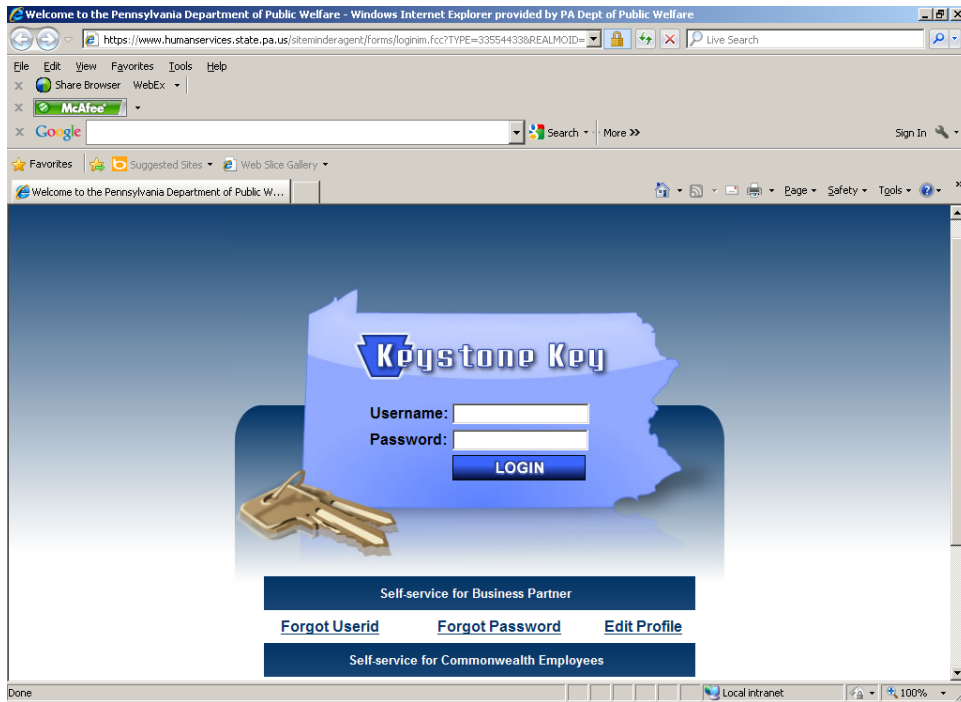 Welcome to the Pennsylvania Department of Public Welfare - Windows Internet Explorer provided by PA Dept of Public Welfare
https://www.humanservices.state.pa.us/siteminderagent/forms/loginim.fcc?TYPE=33554433&REALMOID=
Live Search
File Edit View Favorites Tools Help
x Share Browser WebEx
x McAfee
x Google Search More >> Sign In
Favorites Suggested Sites Web Slice Gallery
Welcome to the Pennsylvania Department of Public W... Page Safety Tools
Keystone Key
Username:
Password:
LOGIN
Self-service for Business Partner
Forgot Userid Forgot Password Edit Profile
Self-service for Commonwealth Employees
Done Local intranet 100%